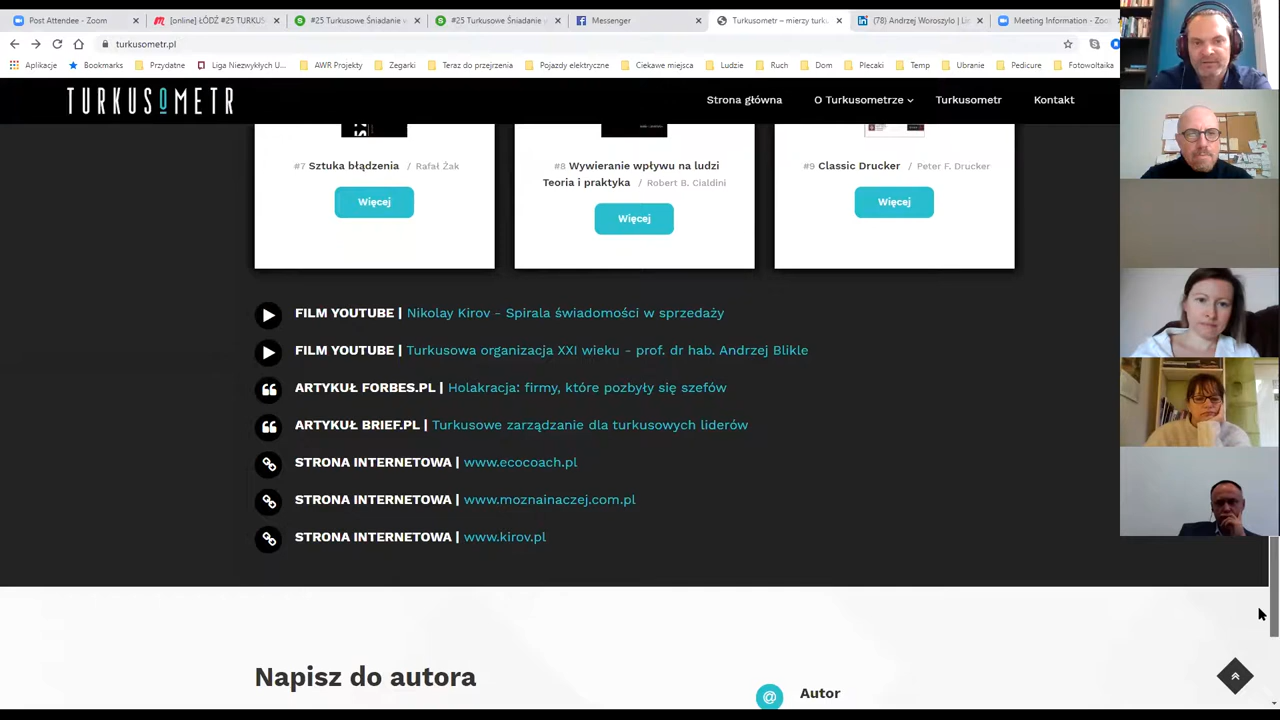 Post Attendee - Zoom
[online] ŁÓDŹ #25 TURKUS
#25 Turkusowe Śniadanie
#25 Turkusowe Śniadanie w
Messenger
Turkusometr – mierzy turku
(78) Andrzej Woroszyło | Li
Meeting Information - Zoo
turkusometr.pl
Aplikacje
Bookmarks
Przydatne
Liga Niezwykłych U...
AWR Projekty
Zegarki
Teraz do przejrzenia
Pojazdy elektryczne
Ciekawe miejsca
Ludzie
Ruch
Dom
Plecaki
Temp
Ubranie
Pedicure
Fotowoltaika
TURKUSOMETR
Strona główna
O Turkusometrze
Turkusometr
Kontakt
#7 Sztuka błądzenia / Rafał Żak
Więcej
#8 Wywieranie wpływu na ludzi
Teoria i praktyka / Robert B. Cialdini
Więcej
#9 Classic Drucker / Peter F. Drucker
Więcej
FILM YOUTUBE | Nikolay Kirov - Spirala świadomości w sprzedaży
FILM YOUTUBE | Turkusowa organizacja XXI wieku - prof. dr hab. Andrzej Blikle
ARTYKUŁ FORBES.PL | Holakracja: firmy, które pozbyły się szefów
ARTYKUŁ BRIEF.PL | Turkusowe zarządzanie dla turkusowych liderów
STRONA INTERNETOWA | www.ecocoach.pl
STRONA INTERNETOWA | www.moznainaczej.com.pl
STRONA INTERNETOWA | www.kirov.pl
Napisz do autora
@ Autor